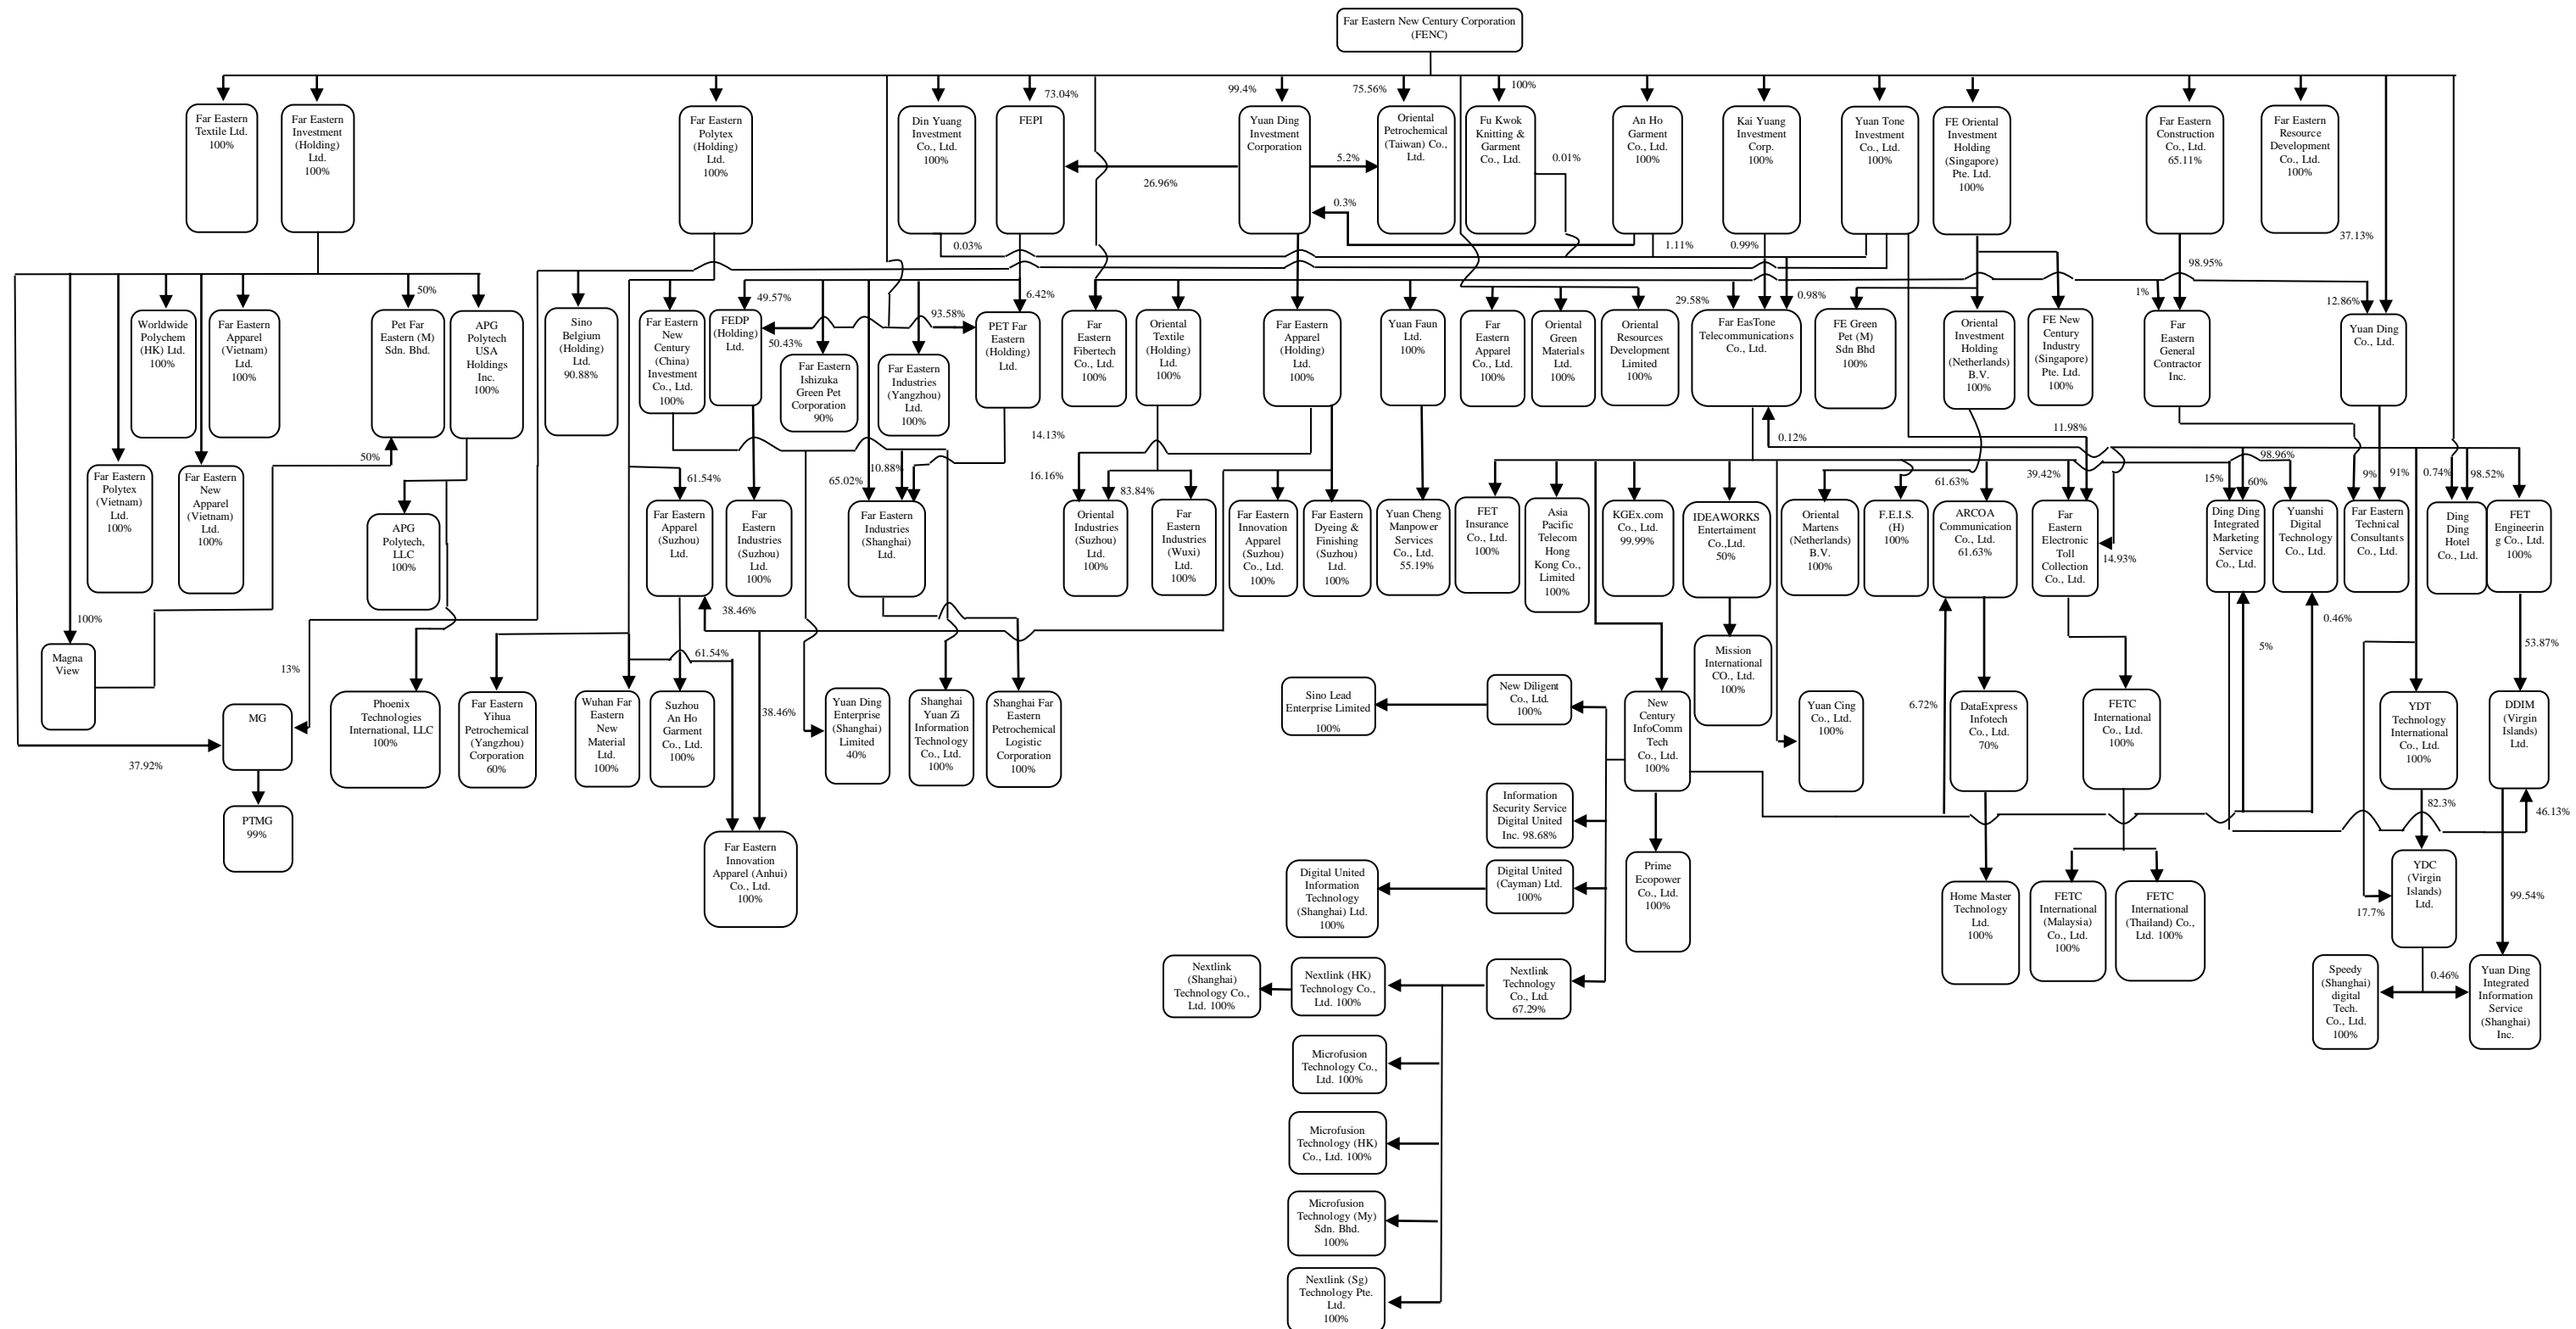 Far Eastern New Century Corporation
(FENC)
73.04%
99.4%
75.56%
100%
Far Eastern
Textile Ltd.
100%
Far Eastern
Investment
(Holding)
Ltd.
100%
Far Eastern
Polytex
(Holding)
Ltd.
100%
Din Yuang
Investment
Co., Ltd.
100%
FEPI
Yuan Ding
Investment
Corporation
Oriental
Petrochemical
(Taiwan) Co.,
Ltd.
Fu Kwok
Knitting &
Garment
Co., Ltd.
An Ho
Garment
Co., Ltd.
100%
Kai Yuang
Investment
Corp.
100%
Yuan Tone
Investment
Co., Ltd.
100%
FE Oriental
Investment
Holding
(Singapore)
Pte. Ltd.
100%
Far Eastern
Construction
Co., Ltd.
65.11%
Far Eastern
Resource
Development
Co., Ltd.
100%
26.96%
5.2%
0.01%
0.3%
0.03%
1.11%
0.99%
37.13%
98.95%
50%
49.57%
6.42%
93.58%
50.43%
29.58%
0.98%
1%
12.86%
Worldwide
Polychem
(HK) Ltd.
100%
Far Eastern
Apparel
(Vietnam)
Ltd.
100%
Pet Far
Eastern (M)
Sdn. Bhd.
APG
Polytech
USA
Holdings
Inc.
100%
Sino
Belgium
(Holding)
Ltd.
90.88%
Far Eastern
New
Century
(China)
Investment
Co., Ltd.
100%
FEDP
(Holding)
Ltd.
Far Eastern
Ishizuka
Green Pet
Corporation
90%
Far Eastern
Industries
(Yangzhou)
Ltd.
100%
PET Far
Eastern
(Holding)
Ltd.
Far
Eastern
Fibertech
Co., Ltd.
100%
Oriental
Textile
(Holding)
Ltd.
100%
Far Eastern
Apparel
(Holding)
Ltd.
100%
Yuan Faun
Ltd.
100%
Far
Eastern
Apparel
Co., Ltd.
100%
Oriental
Green
Materials
Ltd.
100%
Oriental
Resources
Development
Limited
100%
Far EasTone
Telecommunications
Co., Ltd.
FE Green
Pet (M)
Sdn Bhd
100%
Oriental
Investment
Holding
(Netherlands)
B.V.
100%
FE New
Century
Industry
(Singapore)
Pte. Ltd.
100%
Far
Eastern
General
Contractor
Inc.
Yuan Ding
Co., Ltd.
50%
14.13%
0.12%
11.98%
61.54%
65.02%
10.88%
16.16%
83.84%
61.63%
39.42%
15%
60%
98.96%
9%
91%
0.74%
98.52%
Far Eastern
Polytex
(Vietnam)
Ltd.
100%
Far Eastern
New
Apparel
(Vietnam)
Ltd.
100%
APG
Polytech,
LLC
100%
Far Eastern
Apparel
(Suzhou)
Ltd.
Far
Eastern
Industries
(Suzhou)
Ltd.
100%
Far Eastern
Industries
(Shanghai)
Ltd.
Oriental
Industries
(Suzhou)
Ltd.
100%
Far
Eastern
Industries
(Wuxi)
Ltd.
100%
Far Eastern
Innovation
Apparel
(Suzhou)
Co., Ltd.
100%
Far Eastern
Dyeing &
Finishing
(Suzhou)
Ltd.
100%
Yuan Cheng
Manpower
Services
Co., Ltd.
55.19%
FET
Insurance
Co., Ltd.
100%
Asia
Pacific
Telecom
Hong
Kong Co.,
Limited
100%
KGEx.com
Co., Ltd.
99.99%
IDEAWORKS
Entertaiment
Co.,Ltd.
50%
Oriental
Martens
(Netherlands)
B.V.
100%
F.E.I.S.
(H)
100%
ARCOA
Communication
Co., Ltd.
61.63%
Far
Eastern
Electronic
Toll
Collection
Co., Ltd.
14.93%
Ding Ding
Integrated
Marketing
Service
Co., Ltd.
Yuanshi
Digital
Technology
Co., Ltd.
Far Eastern
Technical
Consultants
Co., Ltd.
Ding
Ding
Hotel
Co., Ltd.
FET
Engineerin
g Co., Ltd.
100%
100%
38.46%
0.46%
5%
53.87%
Magna
View
13%
61.54%
38.46%
6.72%
MG
37.92%
PTMG
99%
Phoenix
Technologies
International, LLC
100%
Far Eastern
Yihua
Petrochemical
(Yangzhou)
Corporation
60%
Wuhan Far
Eastern
New
Material
Ltd.
100%
Suzhou
An Ho
Garment
Co., Ltd.
100%
Yuan Ding
Enterprise
(Shanghai)
Limited
40%
Shanghai
Yuan Zi
Information
Technology
Co., Ltd.
100%
Shanghai Far
Eastern
Petrochemical
Logistic
Corporation
100%
Sino Lead
Enterprise Limited
100%
New Diligent
Co., Ltd.
100%
New
Century
InfoComm
Tech
Co., Ltd.
100%
Mission
International
CO., Ltd.
100%
Yuan Cing
Co., Ltd.
100%
DataExpress
Infotech
Co., Ltd.
70%
FETC
International
Co., Ltd.
100%
YDT
Technology
International
Co., Ltd.
100%
DDIM
(Virgin
Islands)
Ltd.
82.3%
46.13%
Far Eastern
Innovation
Apparel (Anhui)
Co., Ltd.
100%
Information
Security Service
Digital United
Inc. 98.68%
Digital United
Information
Technology
(Shanghai) Ltd.
100%
Digital United
(Cayman) Ltd.
100%
Prime
Ecopower
Co., Ltd.
100%
Home Master
Technology
Ltd.
100%
FETC
International
(Malaysia)
Co., Ltd.
100%
FETC
International
(Thailand) Co.,
Ltd. 100%
YDC
(Virgin
Islands)
Ltd.
17.7%
99.54%
0.46%
Nextlink
(Shanghai)
Technology Co.,
Ltd. 100%
Nextlink (HK)
Technology Co.,
Ltd. 100%
Nextlink
Technology
Co., Ltd.
67.29%
Speedy
(Shanghai)
digital
Tech.
Co., Ltd.
100%
Yuan Ding
Integrated
Information
Service
(Shanghai)
Inc.
Microfusion
Technology Co.,
Ltd. 100%
Microfusion
Technology (HK)
Co., Ltd. 100%
Microfusion
Technology (My)
Sdn. Bhd.
100%
Nextlink (Sg)
Technology Pte.
Ltd.
100%